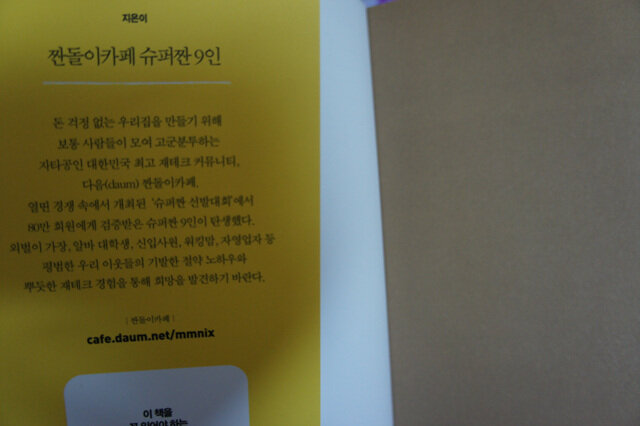 지은이
짠돌이카페 슈퍼짠 9인
돈 걱정 없는 우리집을 만들기 위해
보통 사람들이 모여 고군분투하는
자타공인 대한민국 최고 재테크 커뮤니티,
다음(daum) 짠돌이카페.
열띤 경쟁 속에서 개최된 '슈퍼짠 선발대회'에서
80만 회원에게 검증받은 슈퍼짠 9인이 탄생했다.
외벌이 가장, 알바 대학생, 신입사원, 워킹맘, 자영업자 등
평범한 우리 이웃들의 기발한 절약 노하우와
뿌듯한 재테크 경험을 통해 희망을 발견하기 바란다.
[ 짠돌이카페 ]
cafe.daum.net/mmnix
이 책을
꼭 읽어야 하는